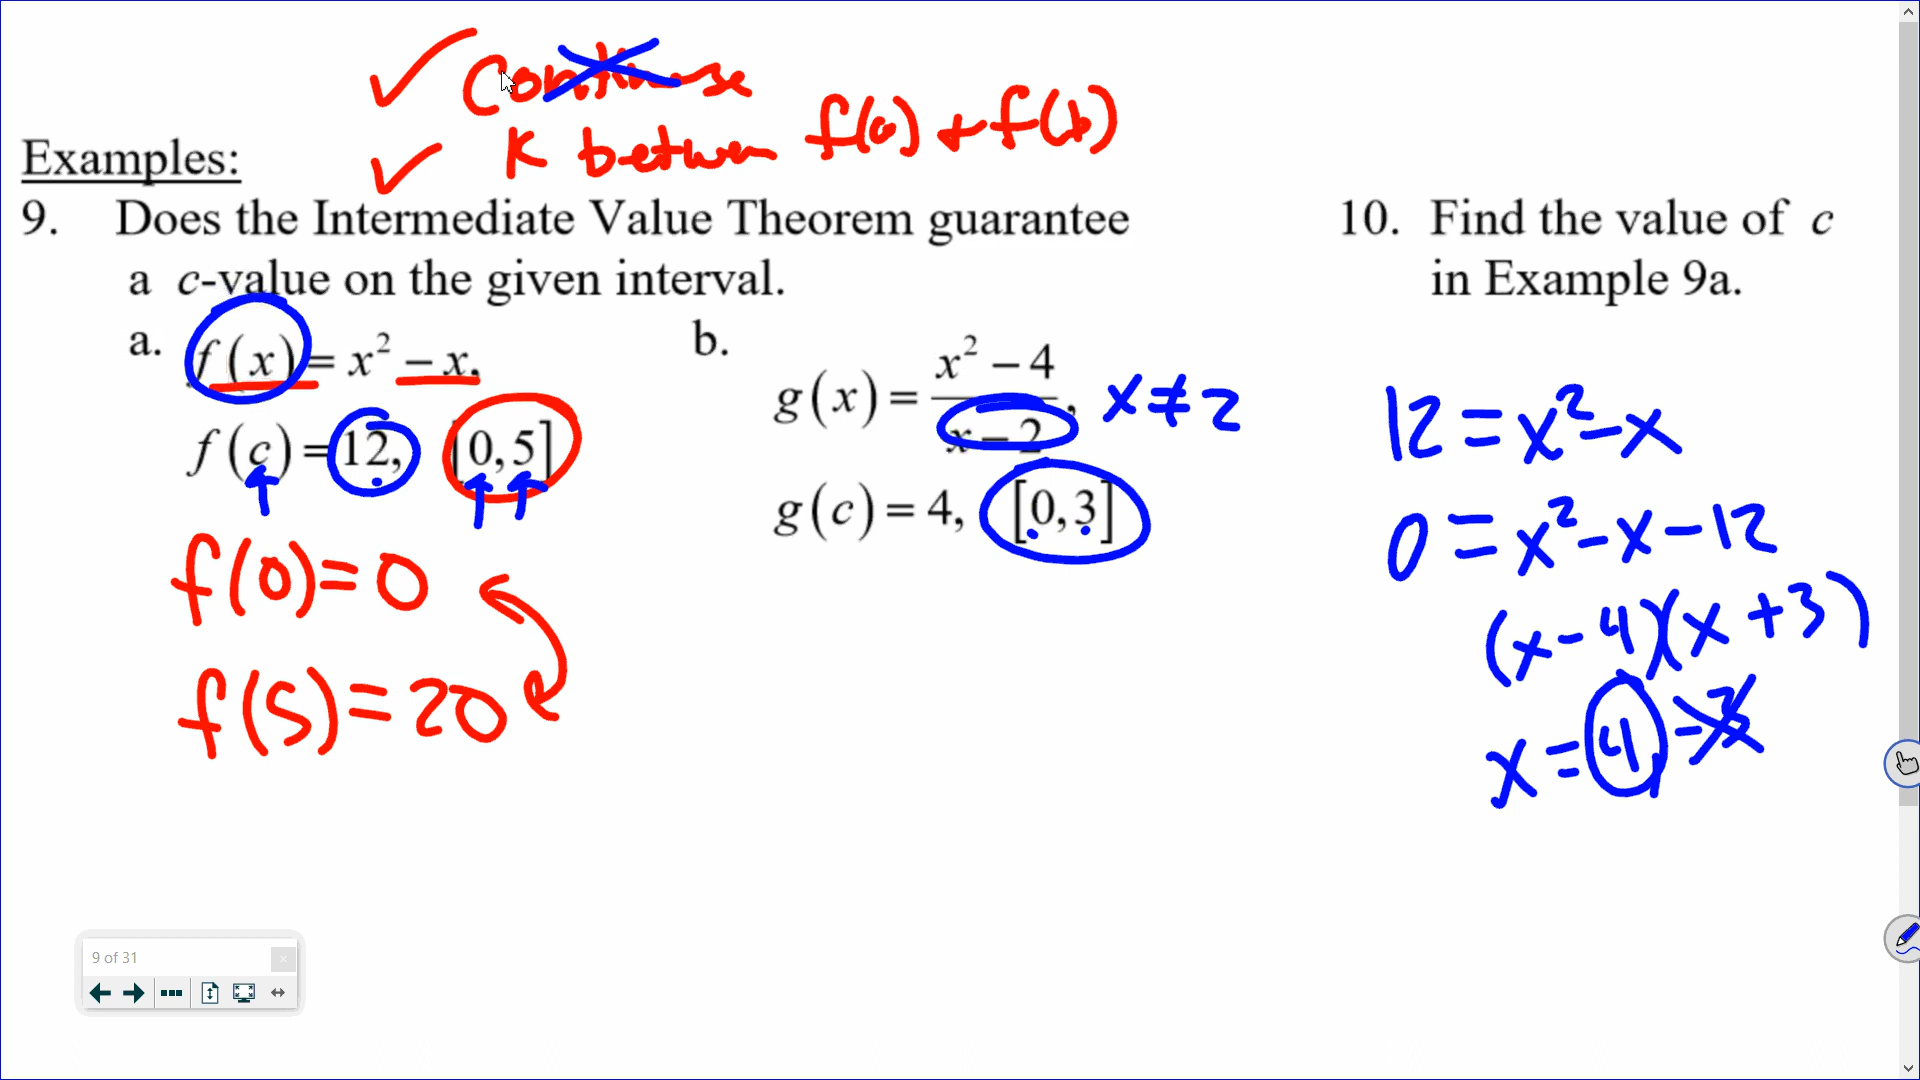 ✓ Continuse
✓ K between f(a) + f(b)
Examples:
9. Does the Intermediate Value Theorem guarantee
a c-value on the given interval.
a. f(x) = x² − x,
f(c) = 12, [0, 5]
f(0) = 0
f(5) = 20
b. g(x) = (x² − 4)/(x − 2), x ≠ 2
g(c) = 4, [0, 3]
10. Find the value of c
in Example 9a.
12 = x² − x
0 = x² − x − 12
(x − 4)(x + 3)
x = 4, −3
9 of 31